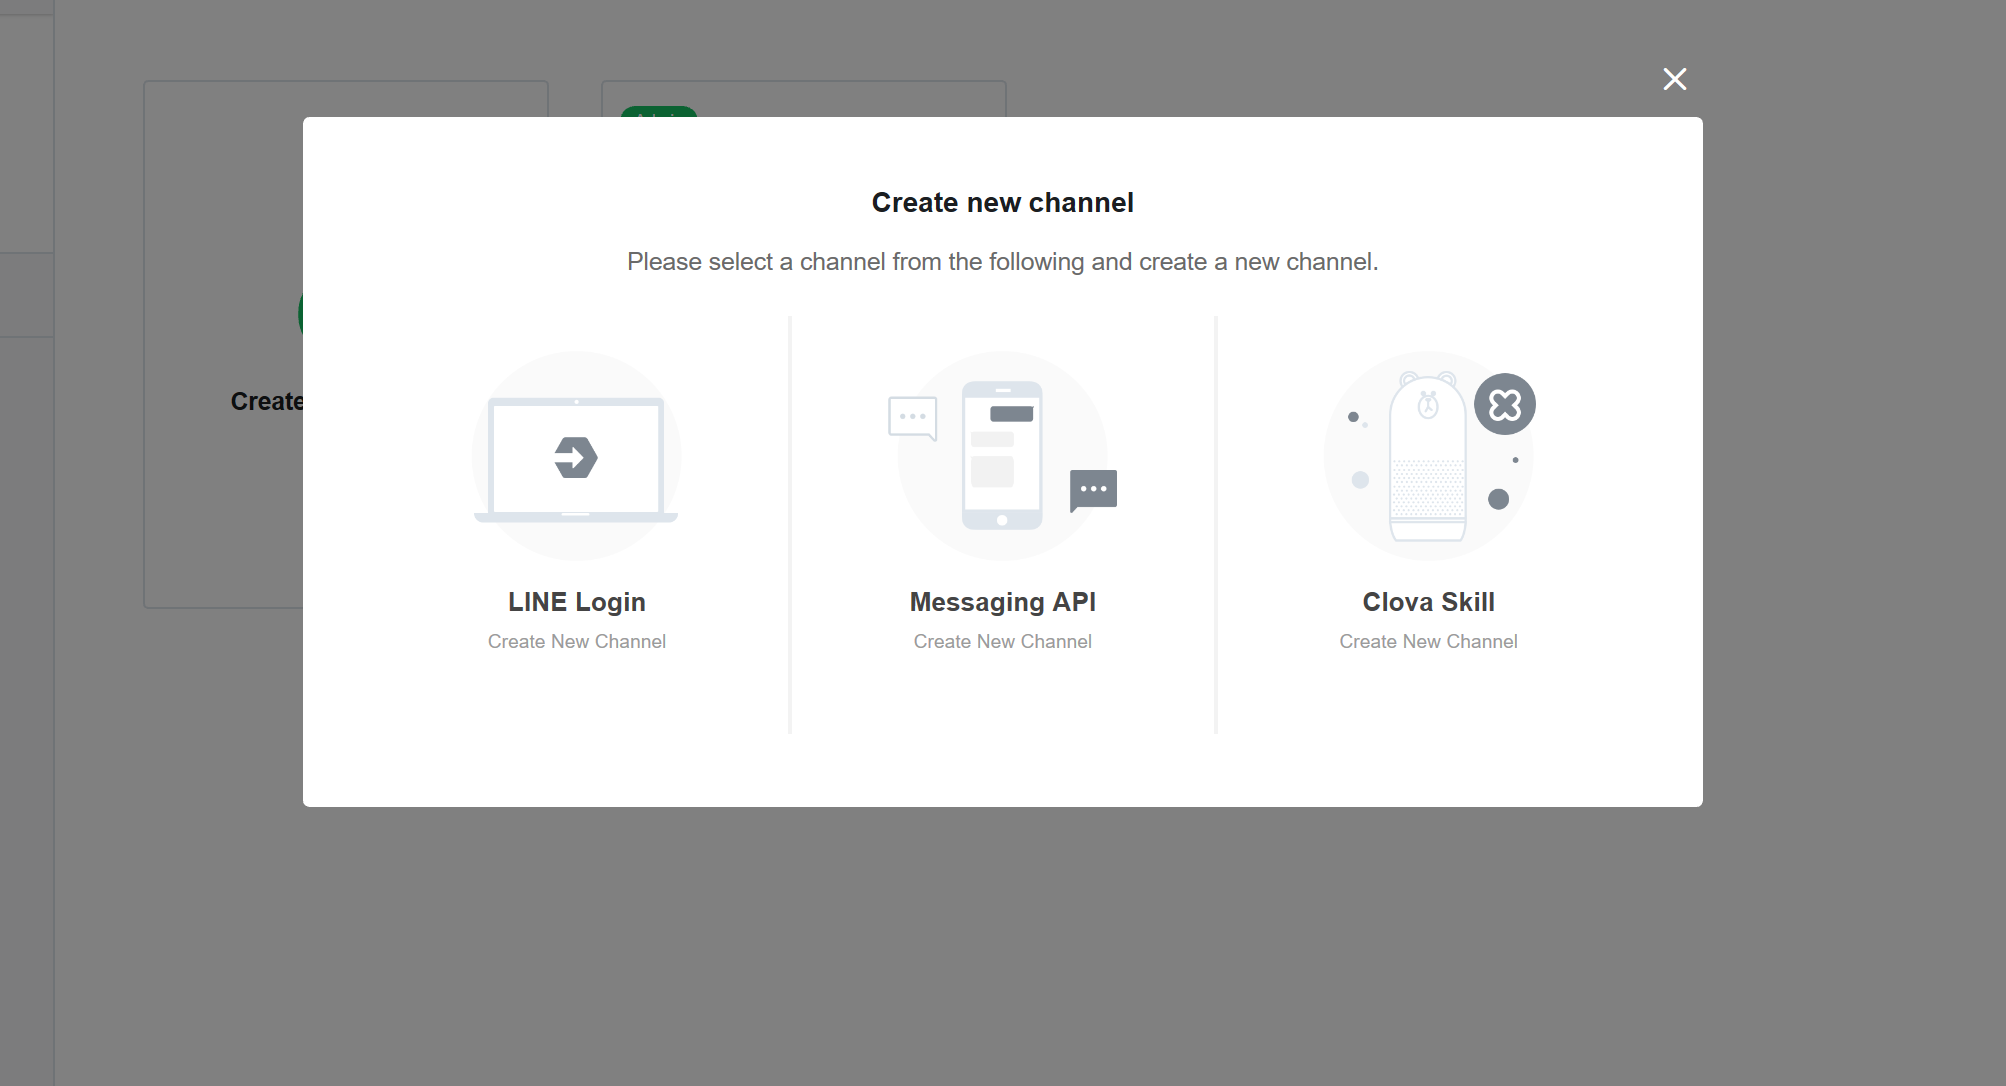 Create new channel
Please select a channel from the following and create a new channel.
Create
LINE Login
Create New Channel
Messaging API
Create New Channel
Clova Skill
Create New Channel